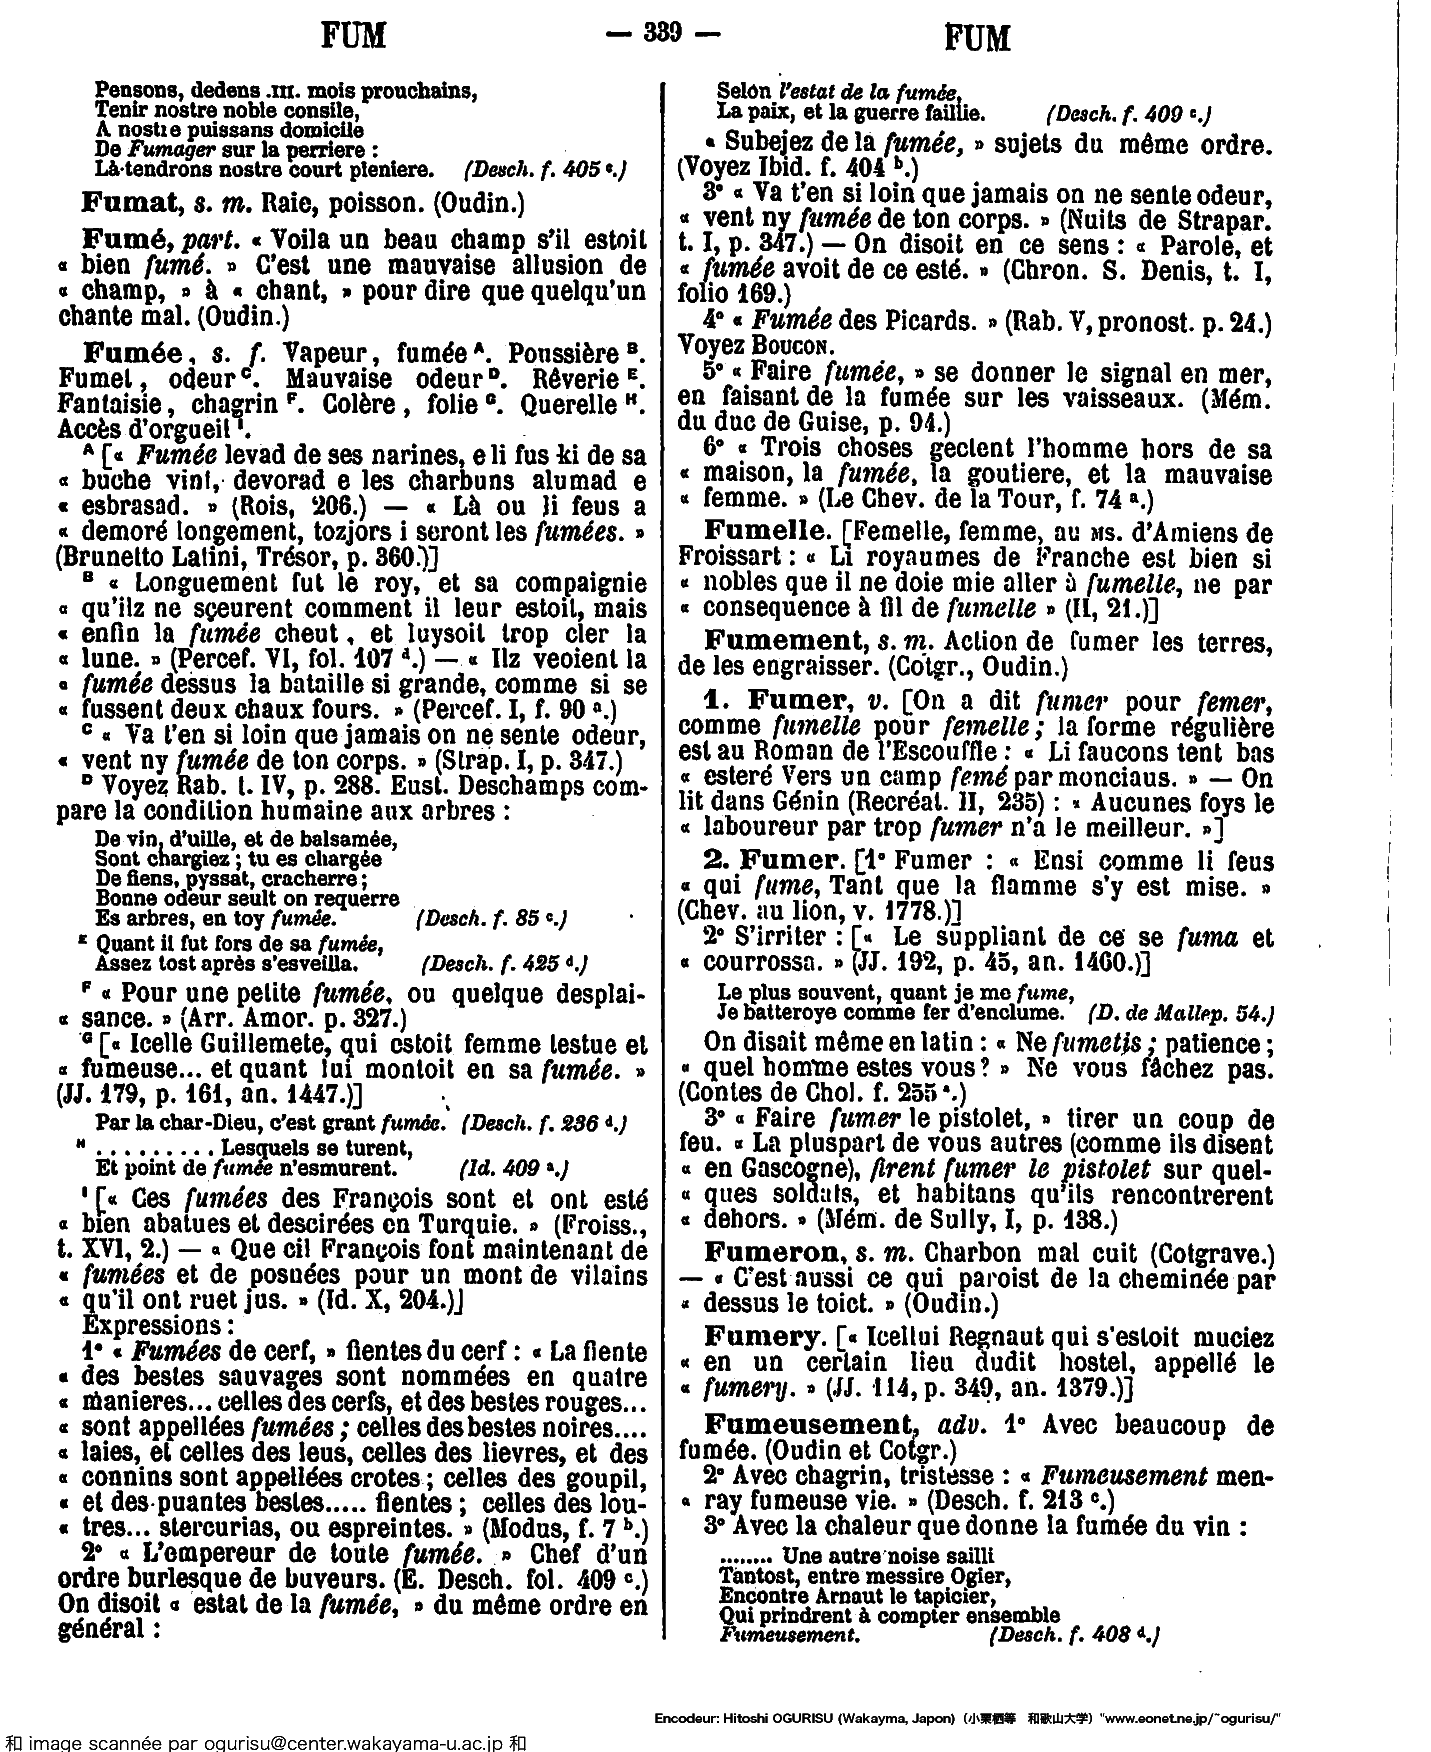 FUM
— 339 —
FUM
Pensons, dedens .III. mois prouchains,
Tenir nostre noble consile,
A nostre puissans domicile
De Fumager sur la perriere :
Là tendrons nostre court pleniere. (Desch. f. 405 c.)
Fumat, s. m. Raie, poisson. (Oudin.)
Fumé, part. « Voila un beau champ s'il estoit
« bien fumé. » C'est une mauvaise allusion de
« champ, » à « chant, » pour dire que quelqu'un
chante mal. (Oudin.)
Fumée, s. f. Vapeur, fumée A. Poussière B.
Fumet, odeur C. Mauvaise odeur D. Rêverie E.
Fantaisie, chagrin F. Colère, folie G. Querelle H.
Accès d'orgueil I.
A [« Fumée levad de ses narines, e li fus ki de sa
« buche vint, devorad e les charbuns alumad e
« esbrasad. » (Rois, 206.) — « Là ou li feus a
« demoré longement, tozjors i seront les fumées. »
(Brunetto Latini, Trésor, p. 360.)]
B « Longuement fut le roy, et sa compaignie
« qu'ilz ne sçeurent comment il leur estoit, mais
« enfin la fumée cheut, et luysoit trop cler la
« lune. » (Percef. VI, fol. 107 d.) — « Ilz veoient la
« fumée dessus la bataille si grande, comme si se
« fussent deux chaux fours. » (Percef. I, f. 90 a.)
C « Va t'en si loin que jamais on ne sente odeur,
« vent ny fumée de ton corps. » (Strap. I, p. 347.)
D Voyez Rab. t. IV, p. 288. Eust. Deschamps com-
pare la condition humaine aux arbres :
De vin, d'uille, et de balsamée,
Sont chargiez ; tu es chargée
De fiens, pyssat, cracherre ;
Bonne odeur seult on requerre
Es arbres, en toy fumée. (Desch. f. 85 c.)
E Quant il fut fors de sa fumée,
Assez tost après s'esveilla. (Desch. f. 425 d.)
F « Pour une petite fumée, ou quelque desplai-
« sance. » (Arr. Amor. p. 327.)
G [« Icelle Guillemete, qui estoit femme testue et
« fumeuse... et quant lui montoit en sa fumée. »
(JJ. 179, p. 161, an. 1447.)]
Par la char-Dieu, c'est grant fumée. (Desch. f. 236 d.)
H . . . . . . . . . Lesquels se turent,
Et point de fumée n'esmurent. (Id. 409 a.)
I [« Ces fumées des François sont et ont esté
« bien abatues et descirées en Turquie. » (Froiss.,
t. XVI, 2.) — « Que cil François font maintenant de
« fumées et de posnées pour un mont de vilains
« qu'il ont ruet jus. » (Id. X, 204.)]
Expressions :
1° « Fumées de cerf, » fientes du cerf : « La fiente
« des bestes sauvages sont nommées en quatre
« manieres... celles des cerfs, et des bestes rouges...
« sont appellées fumées ; celles des bestes noires....
« laies, et celles des leus, celles des lievres, et des
« connins sont appellées crotes ; celles des goupil,
« et des puantes bestes..... fientes ; celles des lou-
« tres... stercurias, ou espreintes. » (Modus, f. 7 b.)
2° « L'empereur de toute fumée. » Chef d'un
ordre burlesque de buveurs. (E. Desch. fol. 409 c.)
On disoit « estat de la fumée, » du même ordre en
général :
Selon l'estat de la fumée,
La paix, et la guerre faillie. (Desch. f. 409 c.)
« Subejez de la fumée, » sujets du même ordre.
(Voyez Ibid. f. 404 b.)
3° « Va t'en si loin que jamais on ne sente odeur,
« vent ny fumée de ton corps. » (Nuits de Strapar.
t. I, p. 347.) — On disoit en ce sens : « Parole, et
« fumée avoit de ce esté. » (Chron. S. Denis, t. I,
folio 169.)
4° « Fumée des Picards. » (Rab. V, pronost. p. 24.)
Voyez BOUCON.
5° « Faire fumée, » se donner le signal en mer,
en faisant de la fumée sur les vaisseaux. (Mém.
du duc de Guise, p. 94.)
6° « Trois choses gectent l'homme hors de sa
« maison, la fumée, la goutiere, et la mauvaise
« femme. » (Le Chev. de la Tour, f. 74 a.)
Fumelle. [Femelle, femme, au MS. d'Amiens de
Froissart : « Li royaumes de Franche est bien si
« nobles que il ne doie mie aller à fumelle, ne par
« consequence à fil de fumelle » (II, 21.)]
Fumement, s. m. Action de fumer les terres,
de les engraisser. (Cotgr., Oudin.)
1. Fumer, v. [On a dit fumer pour femer,
comme fumelle pour femelle ; la forme régulière
est au Roman de l'Escouffle : « Li faucons tent bas
« esteré Vers un camp femé par monciaus. » — On
lit dans Génin (Recréat. II, 235) : « Aucunes foys le
« laboureur par trop fumer n'a le meilleur. »]
2. Fumer. [1° Fumer : « Ensi comme li feus
« qui fume, Tant que la flamme s'y est mise. »
(Chev. au lion, v. 1778.)]
2° S'irriter : [« Le suppliant de ce se fuma et
« courrossa. » (JJ. 192, p. 45, an. 1460.)]
Le plus souvent, quant je me fume,
Je batteroye comme fer d'enclume. (D. de Mallep. 54.)
On disait même en latin : « Ne fumetis ; patience ;
« quel homme estes vous ? » Ne vous fâchez pas.
(Contes de Chol. f. 255 a.)
3° « Faire fumer le pistolet, » tirer un coup de
feu. « La pluspart de vous autres (comme ils disent
« en Gascogne), firent fumer le pistolet sur quel-
« ques soldats, et habitans qu'ils rencontrerent
« dehors. » (Mém. de Sully, I, p. 138.)
Fumeron, s. m. Charbon mal cuit (Cotgrave.)
— « C'est aussi ce qui paroist de la cheminée par
« dessus le toict. » (Oudin.)
Fumery. [« Icellui Regnaut qui s'estoit muciez
« en un certain lieu dudit hostel, appellé le
« fumery. » (JJ. 114, p. 349, an. 1379.)]
Fumeusement, adv. 1° Avec beaucoup de
fumée. (Oudin et Cotgr.)
2° Avec chagrin, tristesse : « Fumeusement men-
« ray fumeuse vie. » (Desch. f. 213 c.)
3° Avec la chaleur que donne la fumée du vin :
........ Une autre noise sailli
Tantost, entre messire Ogier,
Encontre Arnaut le tapicier,
Qui prindrent à compter ensemble
Fumeusement. (Desch. f. 408 d.)
Encodeur: Hitoshi OGURISU (Wakayma, Japon) (小栗栖等 和歌山大学) "www.eonet.ne.jp/~ogurisu/"
和 image scannée par ogurisu@center.wakayama-u.ac.jp 和